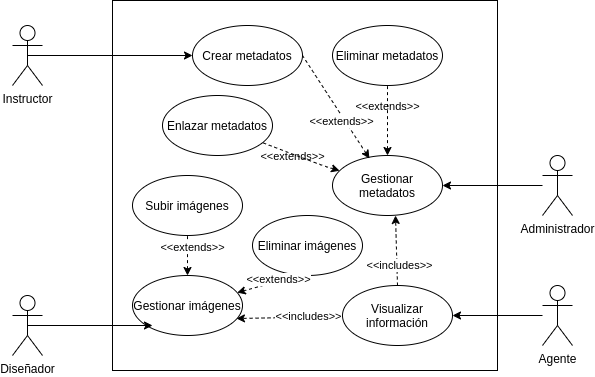 Crear metadatos
Eliminar metadatos
Instructor
<<extends>>
<<extends>>
Enlazar metadatos
<<extends>>
Gestionar
metadatos
Subir imágenes
Administrador
Eliminar imágenes
<<extends>>
<<includes>>
<<extends>>
Gestionar imágenes
Visualizar
información
<<includes>>
Diseñador
Agente